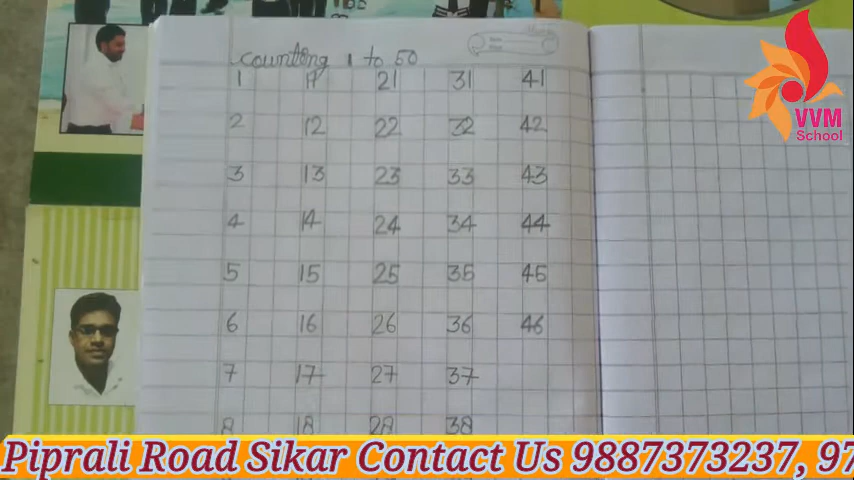 counting 1 to 50
1 11 21 31 41
2 12 22 32 42
3 13 23 33 43
4 14 24 34 44
5 15 25 35 45
6 16 26 36 46
7 17 27 37
8 18 28 38
VVM
School
Piprali Road Sikar Contact Us 9887373237, 97